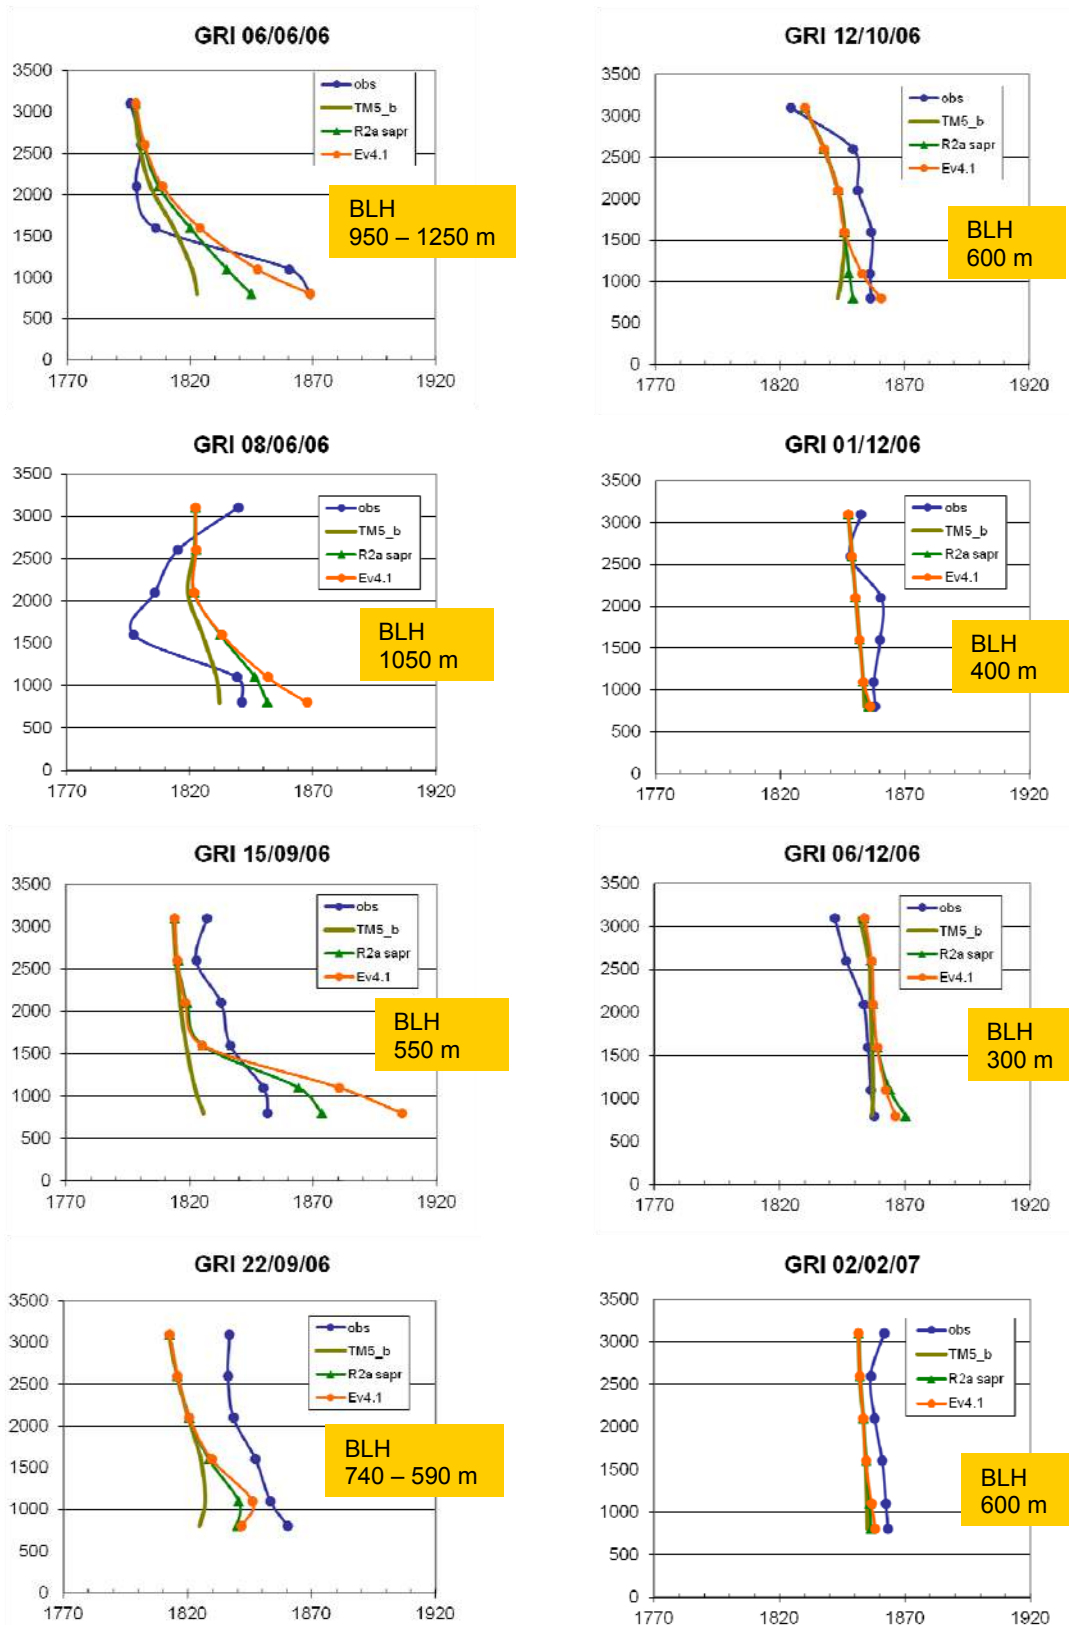 GRI 06/06/06
3500
3000
2500
2000
1500
1000
500
0
1770
1820
1870
1920
obs
TM5_b
R2a sapr
Ev4.1
BLH
950 – 1250 m
GRI 12/10/06
3500
3000
2500
2000
1500
1000
500
0
1770
1820
1870
1920
obs
TM5_b
R2a sapr
Ev4.1
BLH
600 m
GRI 08/06/06
3500
3000
2500
2000
1500
1000
500
0
1770
1820
1870
1920
obs
TM5_b
R2a sapr
Ev4.1
BLH
1050 m
GRI 01/12/06
3500
3000
2500
2000
1500
1000
500
0
1770
1820
1870
1920
obs
TM5_b
R2a sapr
Ev4.1
BLH
400 m
GRI 15/09/06
3500
3000
2500
2000
1500
1000
500
0
1770
1820
1870
1920
obs
TM5_b
R2a sapr
Ev4.1
BLH
550 m
GRI 06/12/06
3500
3000
2500
2000
1500
1000
500
0
1770
1820
1870
1920
obs
TM5_b
R2a sapr
Ev4.1
BLH
300 m
GRI 22/09/06
3500
3000
2500
2000
1500
1000
500
0
1770
1820
1870
1920
obs
TM5_b
R2a sapr
Ev4.1
BLH
740 – 590 m
GRI 02/02/07
3500
3000
2500
2000
1500
1000
500
0
1770
1820
1870
1920
obs
TM5_b
R2a sapr
Ev4.1
BLH
600 m